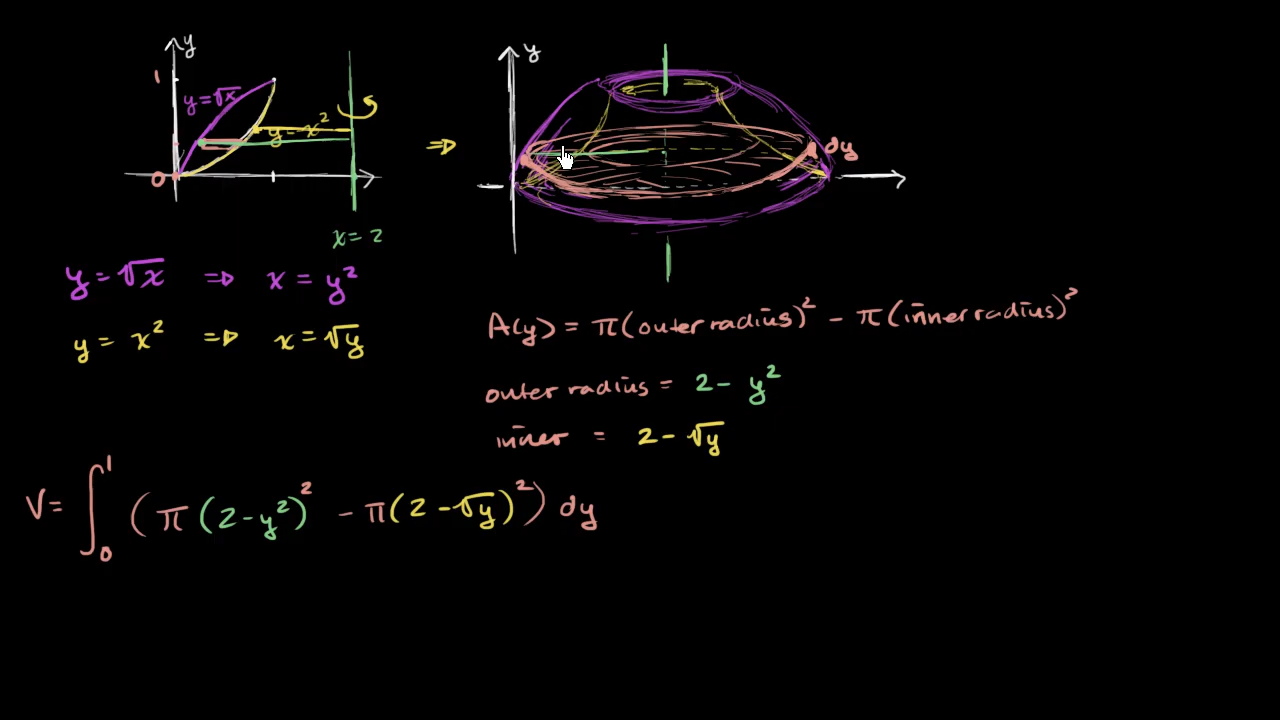 y
1
y=√x
y=x²
0
x=2
⇒
y
dy
y=√x ⇒ x=y²
y=x² ⇒ x=√y
A(y) = π(outer radius)² - π(inner radius)²
outer radius = 2-y²
inner = 2-√y
V= ∫₀¹ (π(2-y²)² - π(2-√y)²) dy